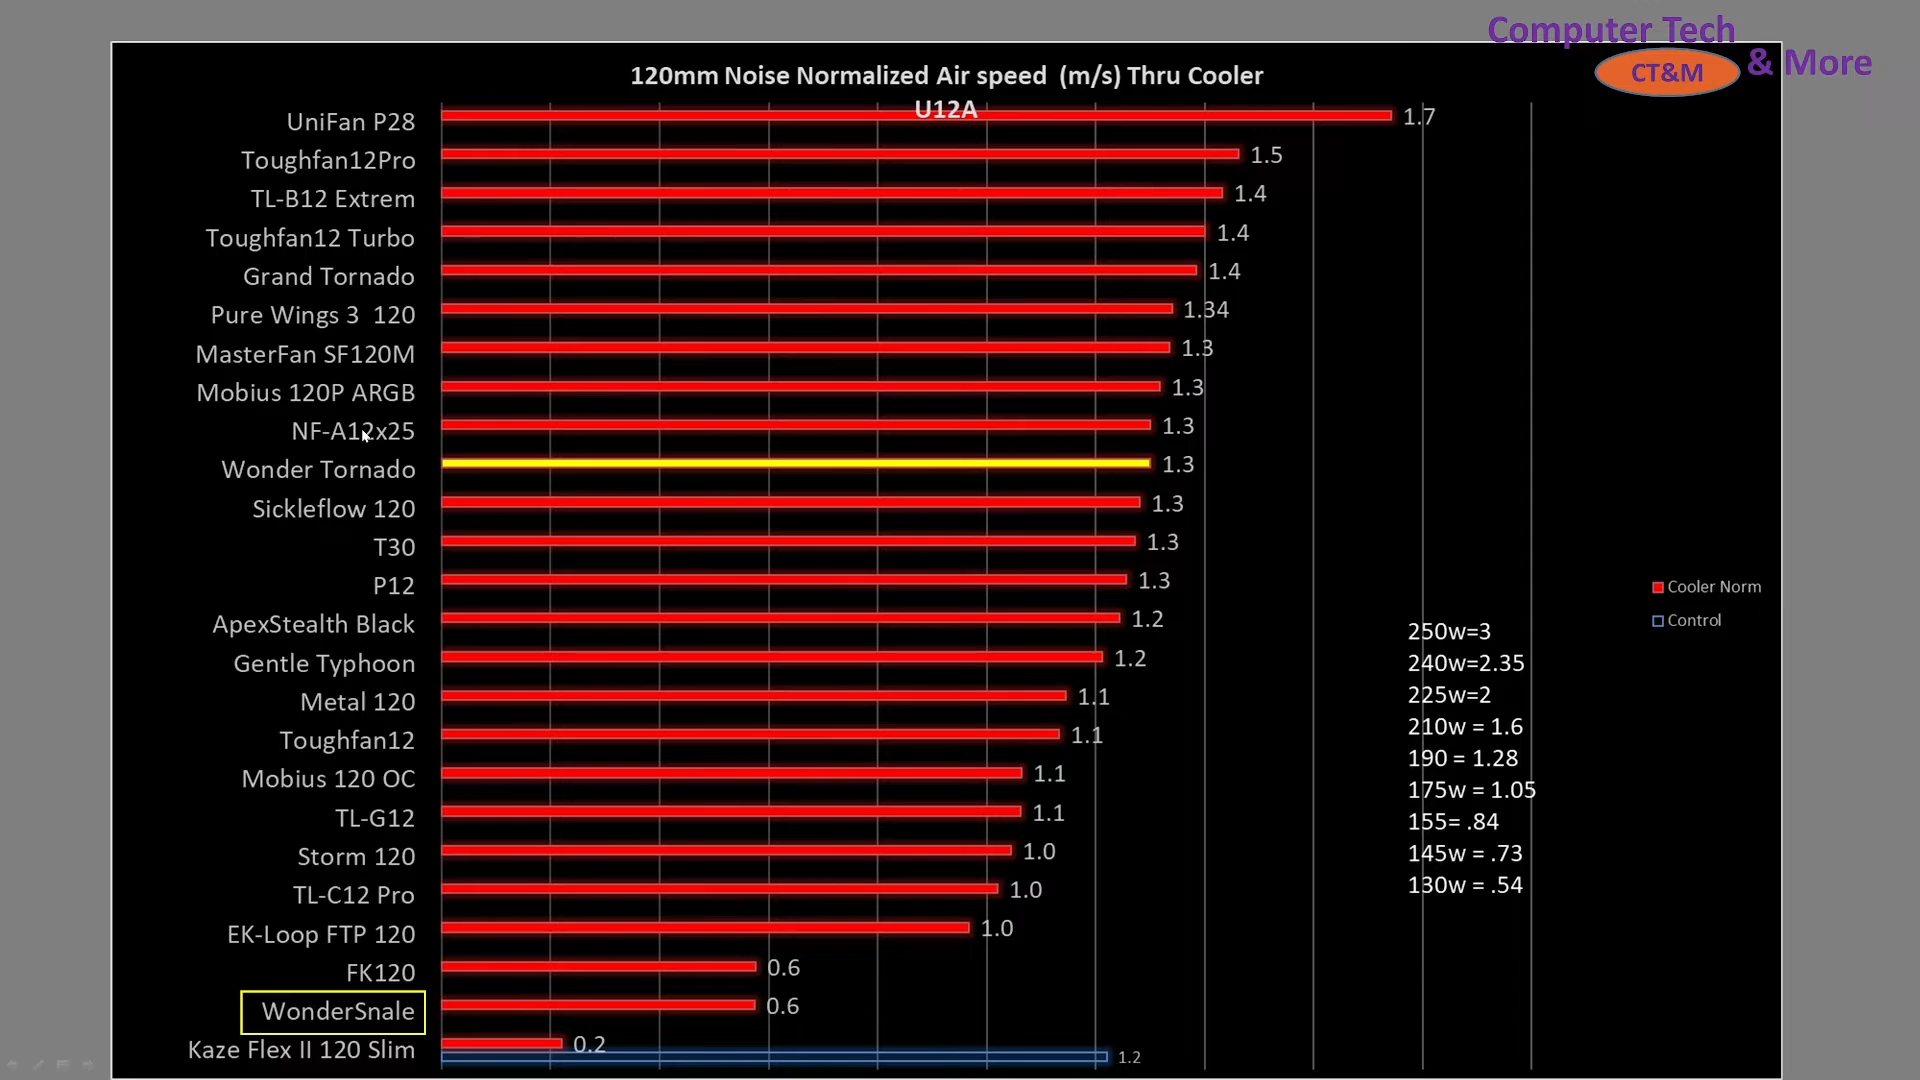 Computer Tech
CT&M & More
120mm Noise Normalized Air speed (m/s) Thru Cooler
U12A
UniFan P28 1.7
Toughfan12Pro 1.5
TL-B12 Extrem 1.4
Toughfan12 Turbo 1.4
Grand Tornado 1.4
Pure Wings 3 120 1.34
MasterFan SF120M 1.3
Mobius 120P ARGB 1.3
NF-A12x25 1.3
Wonder Tornado 1.3
Sickleflow 120 1.3
T30 1.3
P12 1.3
ApexStealth Black 1.2
Gentle Typhoon 1.2
Metal 120 1.1
Toughfan12 1.1
Mobius 120 OC 1.1
TL-G12 1.1
Storm 120 1.0
TL-C12 Pro 1.0
EK-Loop FTP 120 1.0
FK120 0.6
WonderSnale 0.6
Kaze Flex II 120 Slim 0.2
1.2
Cooler Norm
Control
250w=3
240w=2.35
225w=2
210w = 1.6
190 = 1.28
175w = 1.05
155= .84
145w = .73
130w = .54